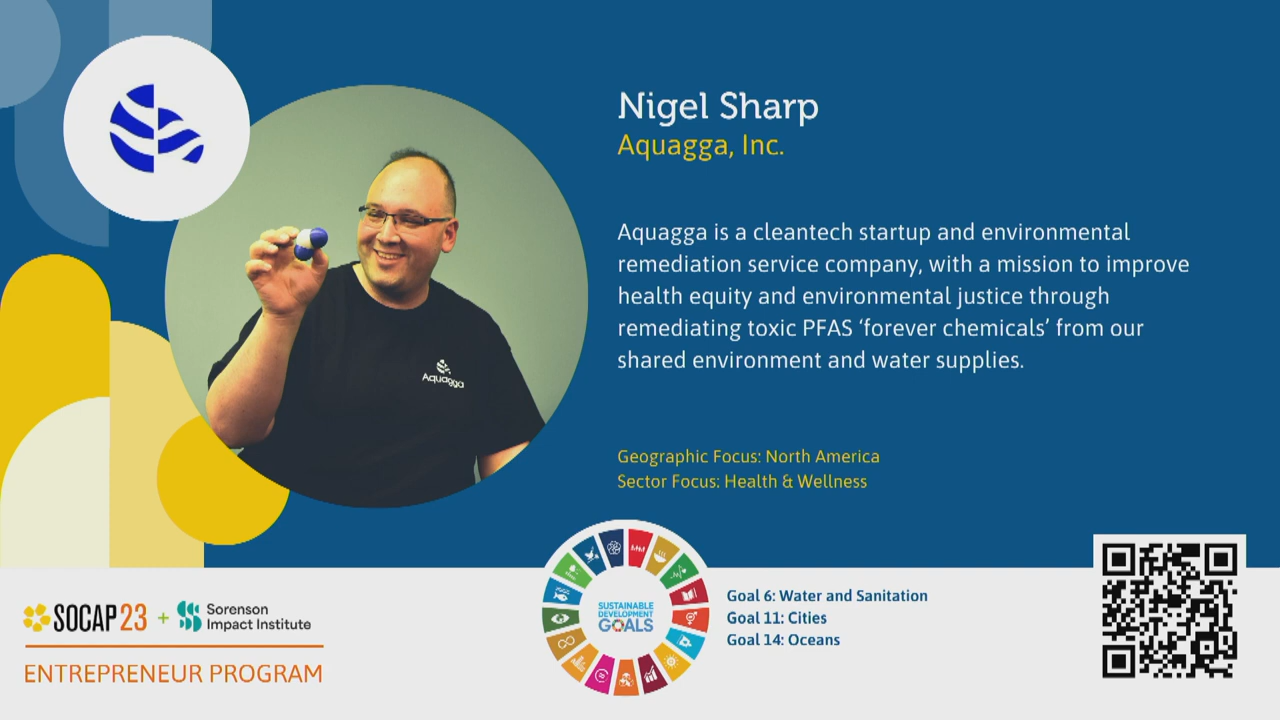 Nigel Sharp
Aquagga, Inc.
Aquagga is a cleantech startup and environmental
remediation service company, with a mission to improve
health equity and environmental justice through
remediating toxic PFAS ‘forever chemicals’ from our
shared environment and water supplies.
Aquagga
Geographic Focus: North America
Sector Focus: Health & Wellness
SUSTAINABLE
DEVELOPMENT
GOALS
Goal 6: Water and Sanitation
Goal 11: Cities
Goal 14: Oceans
SOCAP23 + Sorenson
Impact Institute
ENTREPRENEUR PROGRAM